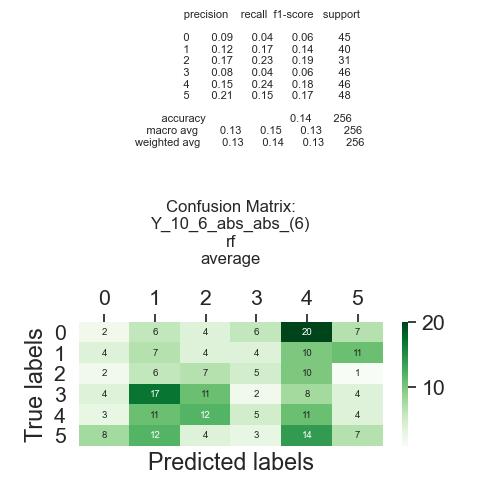 precision recall f1-score support
0 0.09 0.04 0.06 45
1 0.12 0.17 0.14 40
2 0.17 0.23 0.19 31
3 0.08 0.04 0.06 46
4 0.15 0.24 0.18 46
5 0.21 0.15 0.17 48
accuracy 0.14 256
macro avg 0.13 0.15 0.13 256
weighted avg 0.13 0.14 0.13 256
Confusion Matrix:
Y_10_6_abs_abs_(6)
rf
average
0 1 2 3 4 5
0 2 6 4 6 20 7
1 4 7 4 4 10 11
2 2 6 7 5 10 1
3 4 17 11 2 8 4
4 3 11 12 5 11 4
5 8 12 4 3 14 7
True labels
Predicted labels
20
10